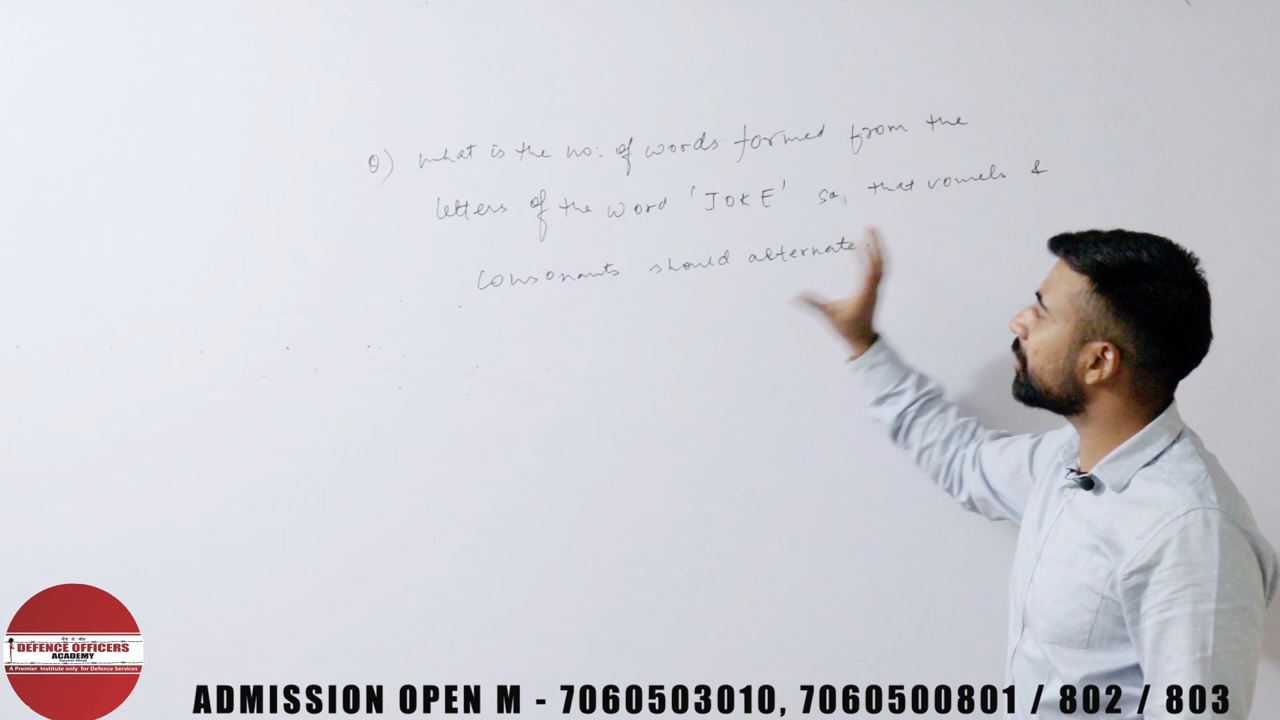 Q) what is the no: of words formed from the
letters of the word 'JOKE' so, that vowels &
consonants should alternate.
DEFENCE OFFICERS
ACADEMY
A Premier Institute only for Defence Services
ADMISSION OPEN M - 7060503010, 7060500801 / 802 / 803